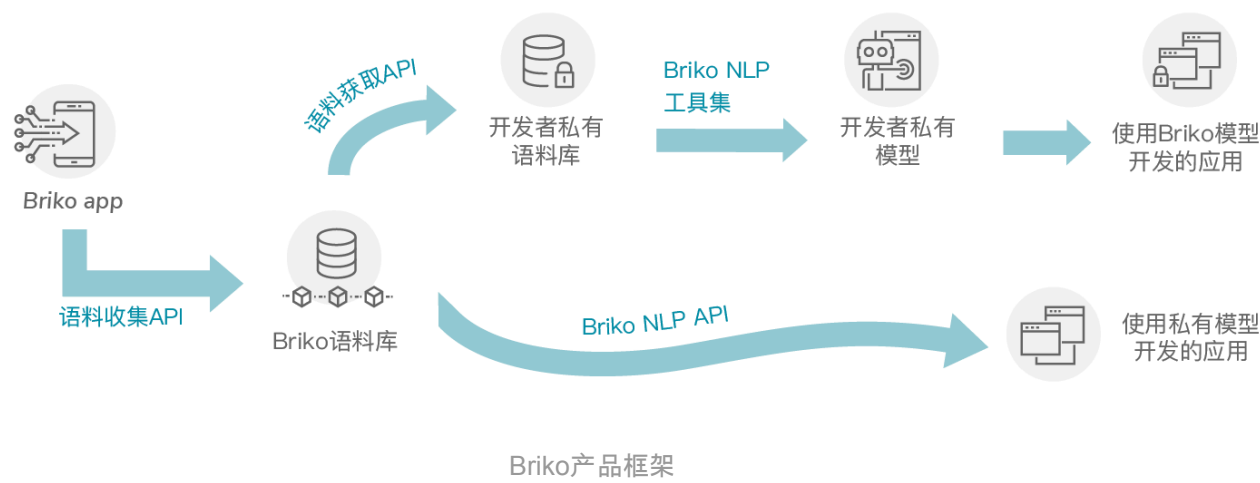 语料获取API
开发者私有
语料库
Briko NLP
工具集
开发者私有
模型
使用Briko模型
开发的应用
Briko app
语料收集API
Briko语料库
Briko NLP API
使用私有模型
开发的应用
Briko产品框架